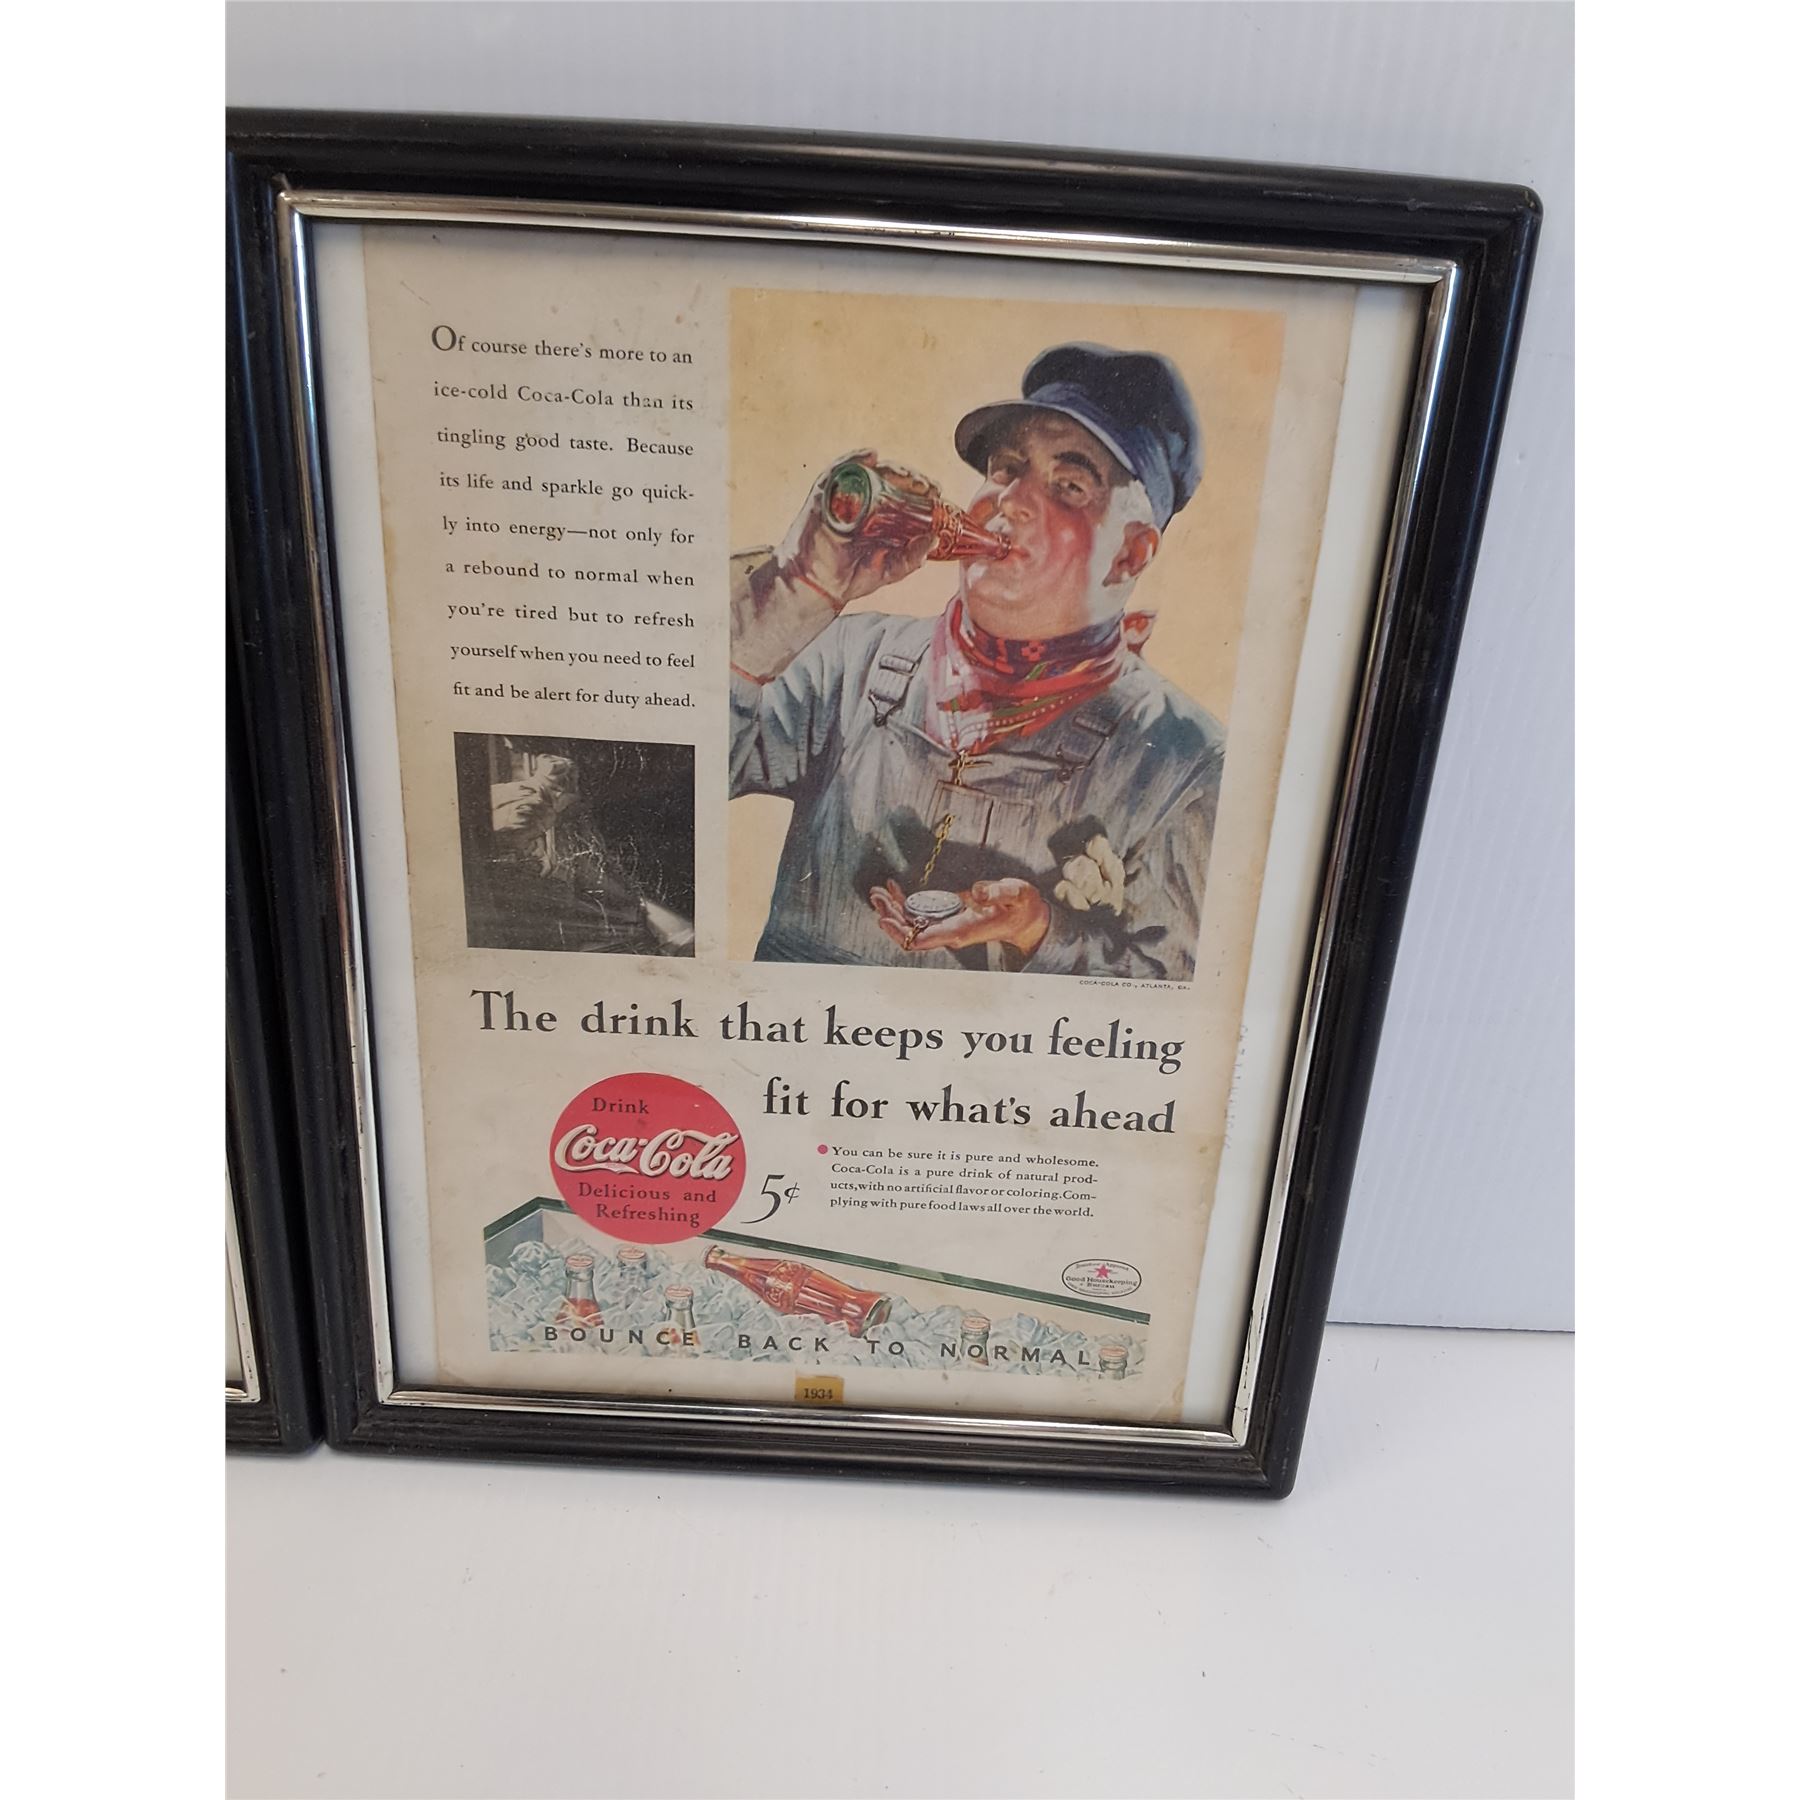 Of course there's more to an
ice-cold Coca-Cola than its
tingling good taste. Because
its life and sparkle go quick-
ly into energy—not only for
a rebound to normal when
you're tired but to refresh
yourself when you need to feel
fit and be alert for duty ahead.
COCA-COLA CO., ATLANTA, GA.
The drink that keeps you feeling
fit for what's ahead
Drink
Coca-Cola
Delicious and
Refreshing
5¢
You can be sure it is pure and wholesome.
Coca-Cola is a pure drink of natural prod-
ucts, with no artificial flavor or coloring. Com-
plying with pure food laws all over the world.
Good Housekeeping
Bureau
BOUNCE BACK TO NORMAL
1934